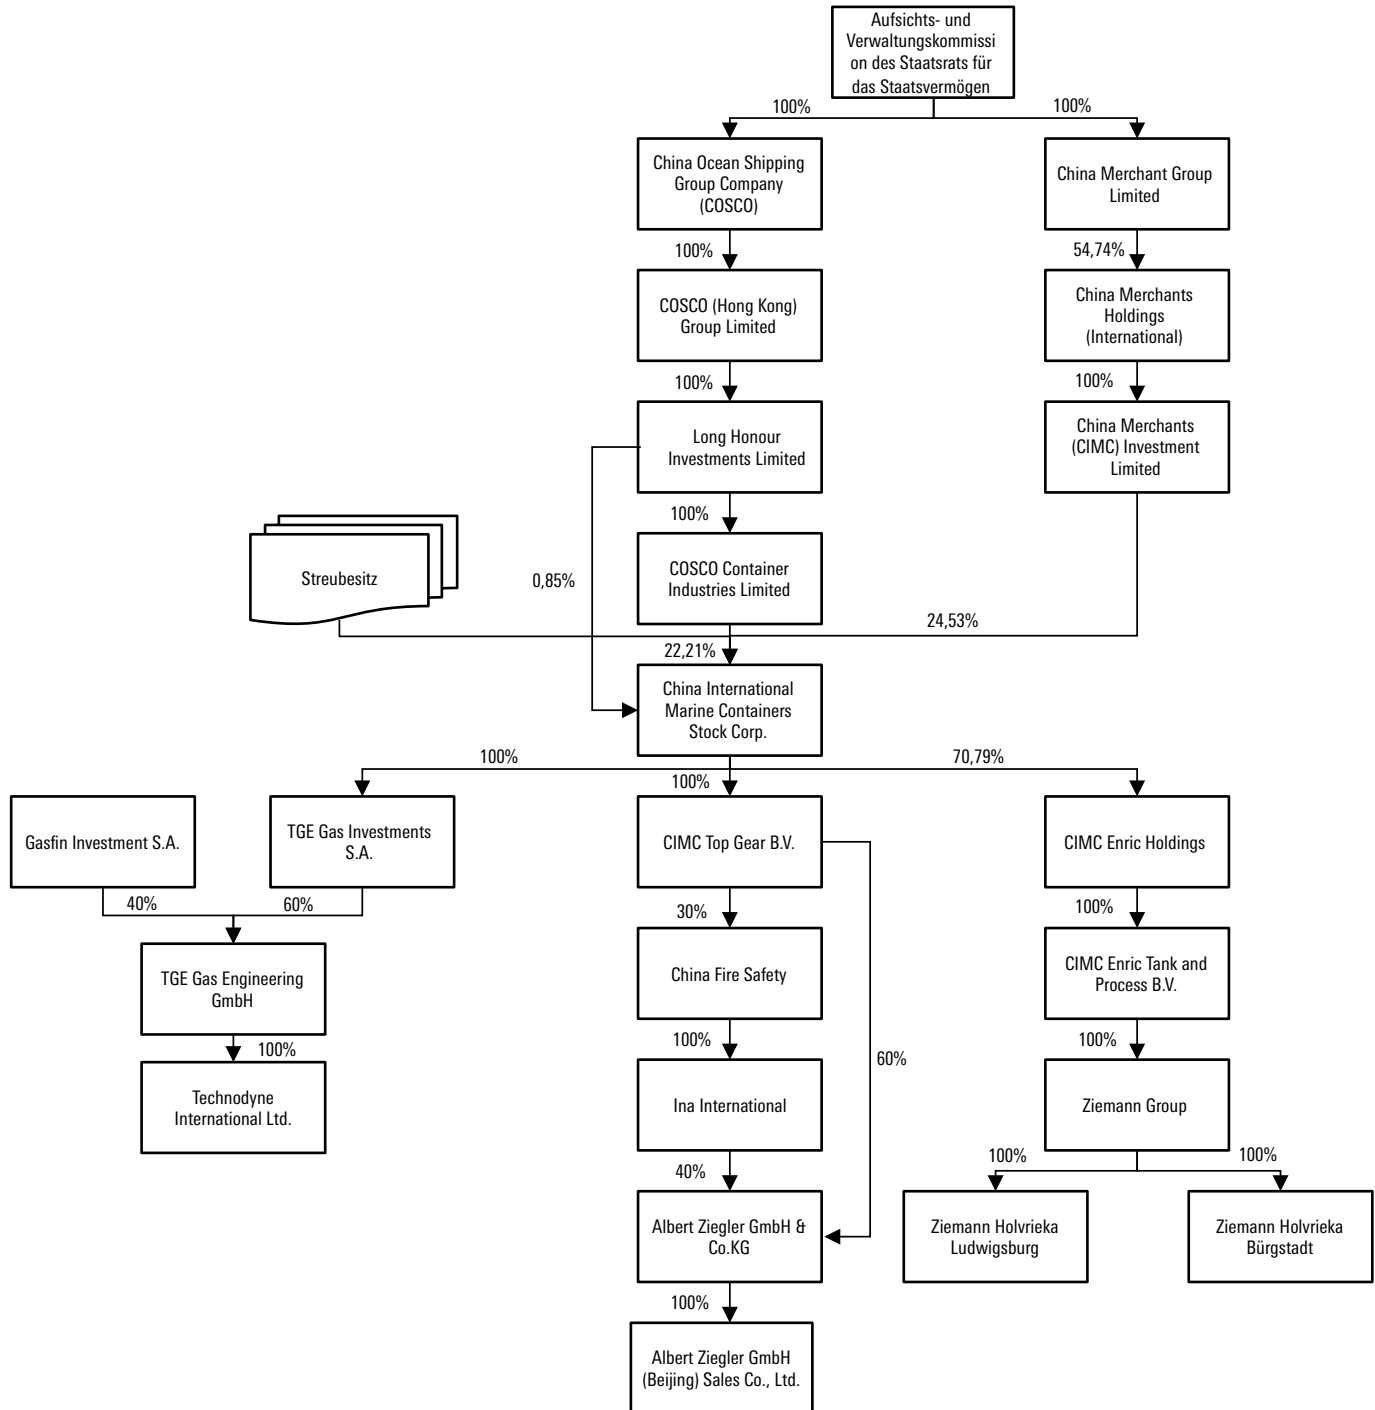 Aufsichts- und
Verwaltungskommissi
on des Staatsrats für
das Staatsvermögen
100%
100%
China Ocean Shipping
Group Company
(COSCO)
China Merchant Group
Limited
100%
54,74%
COSCO (Hong Kong)
Group Limited
China Merchants
Holdings
(International)
100%
100%
Long Honour
Investments Limited
China Merchants
(CIMC) Investment
Limited
100%
Streubesitz
0,85%
COSCO Container
Industries Limited
24,53%
22,21%
China International
Marine Containers
Stock Corp.
100%
70,79%
100%
Gasfin Investment S.A.
TGE Gas Investments
S.A.
CIMC Top Gear B.V.
CIMC Enric Holdings
40%
60%
30%
100%
TGE Gas Engineering
GmbH
China Fire Safety
CIMC Enric Tank and
Process B.V.
100%
100%
100%
60%
Technodyne
International Ltd.
Ina International
Ziemann Group
40%
100%
100%
Albert Ziegler GmbH &
Co.KG
Ziemann Holvrieka
Ludwigsburg
Ziemann Holvrieka
Bürgstadt
100%
Albert Ziegler GmbH
(Beijing) Sales Co., Ltd.